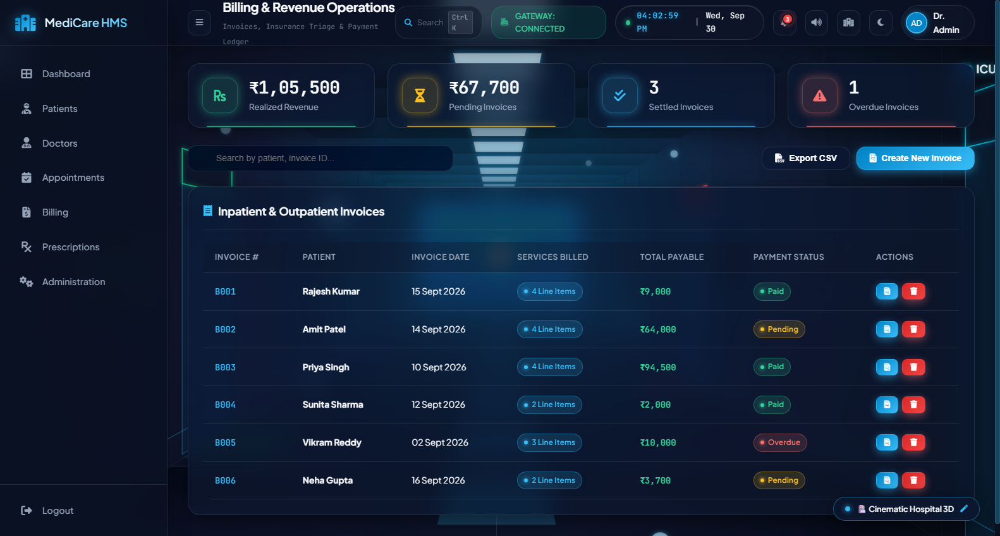 MediCare HMS
Dashboard
Patients
Doctors
Appointments
Billing
Prescriptions
Administration
Logout
Billing & Revenue Operations
Invoices, Insurance Triage & Payment
Ledger
Search
Ctrl
K
GATEWAY:
CONNECTED
04:02:59
PM
|
Wed, Sep
30
3
AD
Dr.
Admin
ICU
₹1,05,500
Realized Revenue
₹67,700
Pending Invoices
3
Settled Invoices
1
Overdue Invoices
Search by patient, invoice ID...
Export CSV
Create New Invoice
Inpatient & Outpatient Invoices
INVOICE # PATIENT INVOICE DATE SERVICES BILLED TOTAL PAYABLE PAYMENT STATUS ACTIONS
B001 Rajesh Kumar 15 Sept 2026 4 Line Items ₹9,000 Paid
B002 Amit Patel 14 Sept 2026 4 Line Items ₹64,000 Pending
B003 Priya Singh 10 Sept 2026 4 Line Items ₹94,500 Paid
B004 Sunita Sharma 12 Sept 2026 2 Line Items ₹2,000 Paid
B005 Vikram Reddy 02 Sept 2026 3 Line Items ₹10,000 Overdue
B006 Neha Gupta 16 Sept 2026 2 Line Items ₹3,700 Pending
Cinematic Hospital 3D